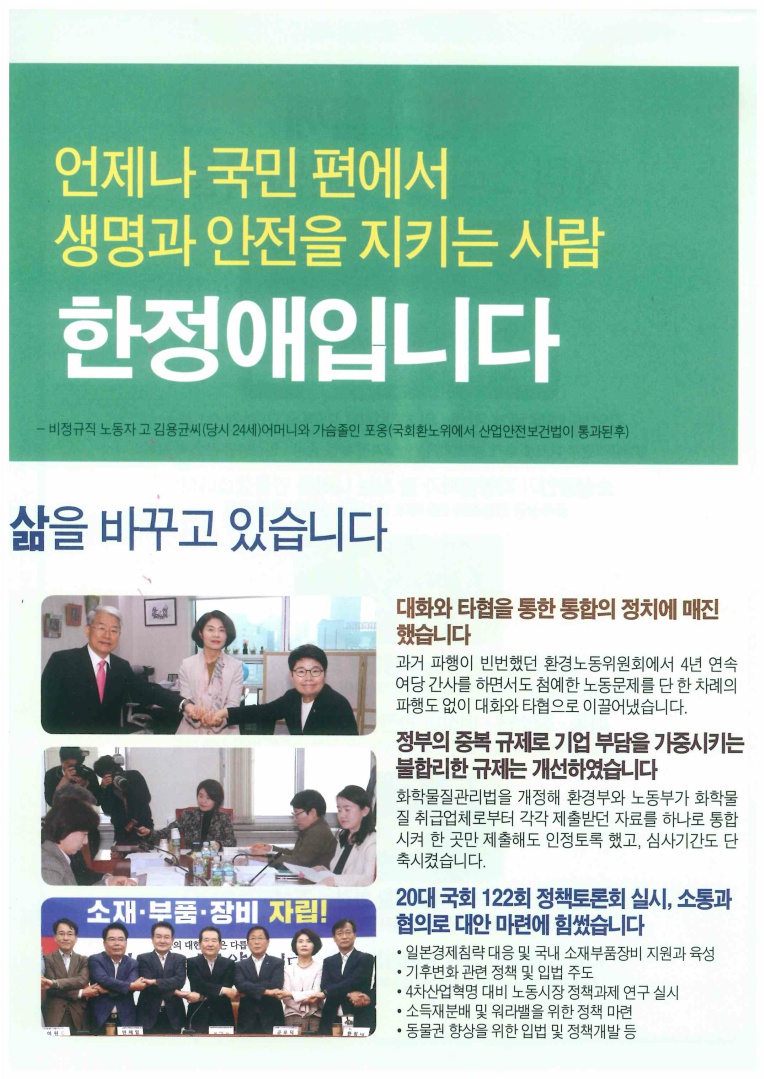 언제나 국민 편에서
생명과 안전을 지키는 사람
한정애입니다
– 비정규직 노동자 고 김용균씨(당시 24세)어머니와 가슴졸인 포옹(국회환노위에서 산업안전보건법이 통과된후)
삶을 바꾸고 있습니다
대화와 타협을 통한 통합의 정치에 매진
했습니다
과거 파행이 빈번했던 환경노동위원회에서 4년 연속
여당 간사를 하면서도 첨예한 노동문제를 단 한 차례의
파행도 없이 대화와 타협으로 이끌어냈습니다.
정부의 중복 규제로 기업 부담을 가중시키는
불합리한 규제는 개선하였습니다
화학물질관리법을 개정해 환경부와 노동부가 화학물
질 취급업체로부터 각각 제출받던 자료를 하나로 통합
시켜 한 곳만 제출해도 인정토록 했고, 심사기간도 단
축시켰습니다.
소재·부품·장비 자립!
20대 국회 122회 정책토론회 실시, 소통과
협의로 대안 마련에 힘썼습니다
• 일본경제침략 대응 및 국내 소재부품장비 지원과 육성
• 기후변화 관련 정책 및 입법 주도
• 4차산업혁명 대비 노동시장 정책과제 연구 실시
• 소득재분배 및 워라밸을 위한 정책 마련
• 동물권 향상을 위한 입법 및 정책개발 등